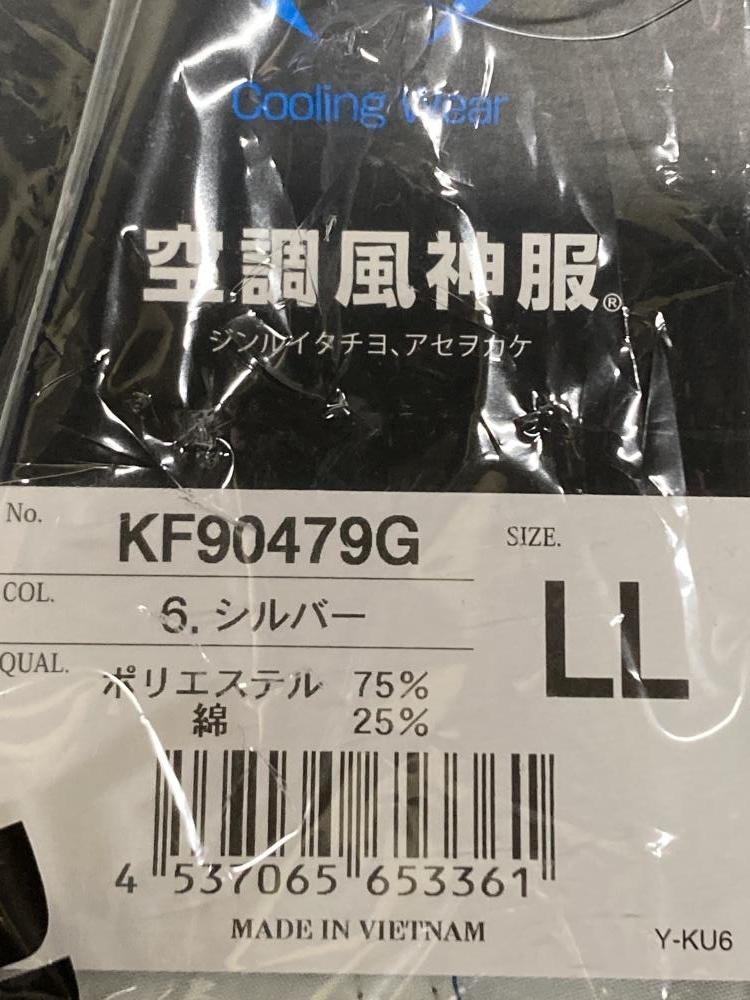 Cooling Wear
空調風神服®
ジンルイタチヨ、アセヲカケ
No.
KF90479G
SIZE.
LL
COL.
6. シルバー
QUAL.
ポリエステル 75%
綿 25%
4 537065 653361
MADE IN VIETNAM
Y-KU6